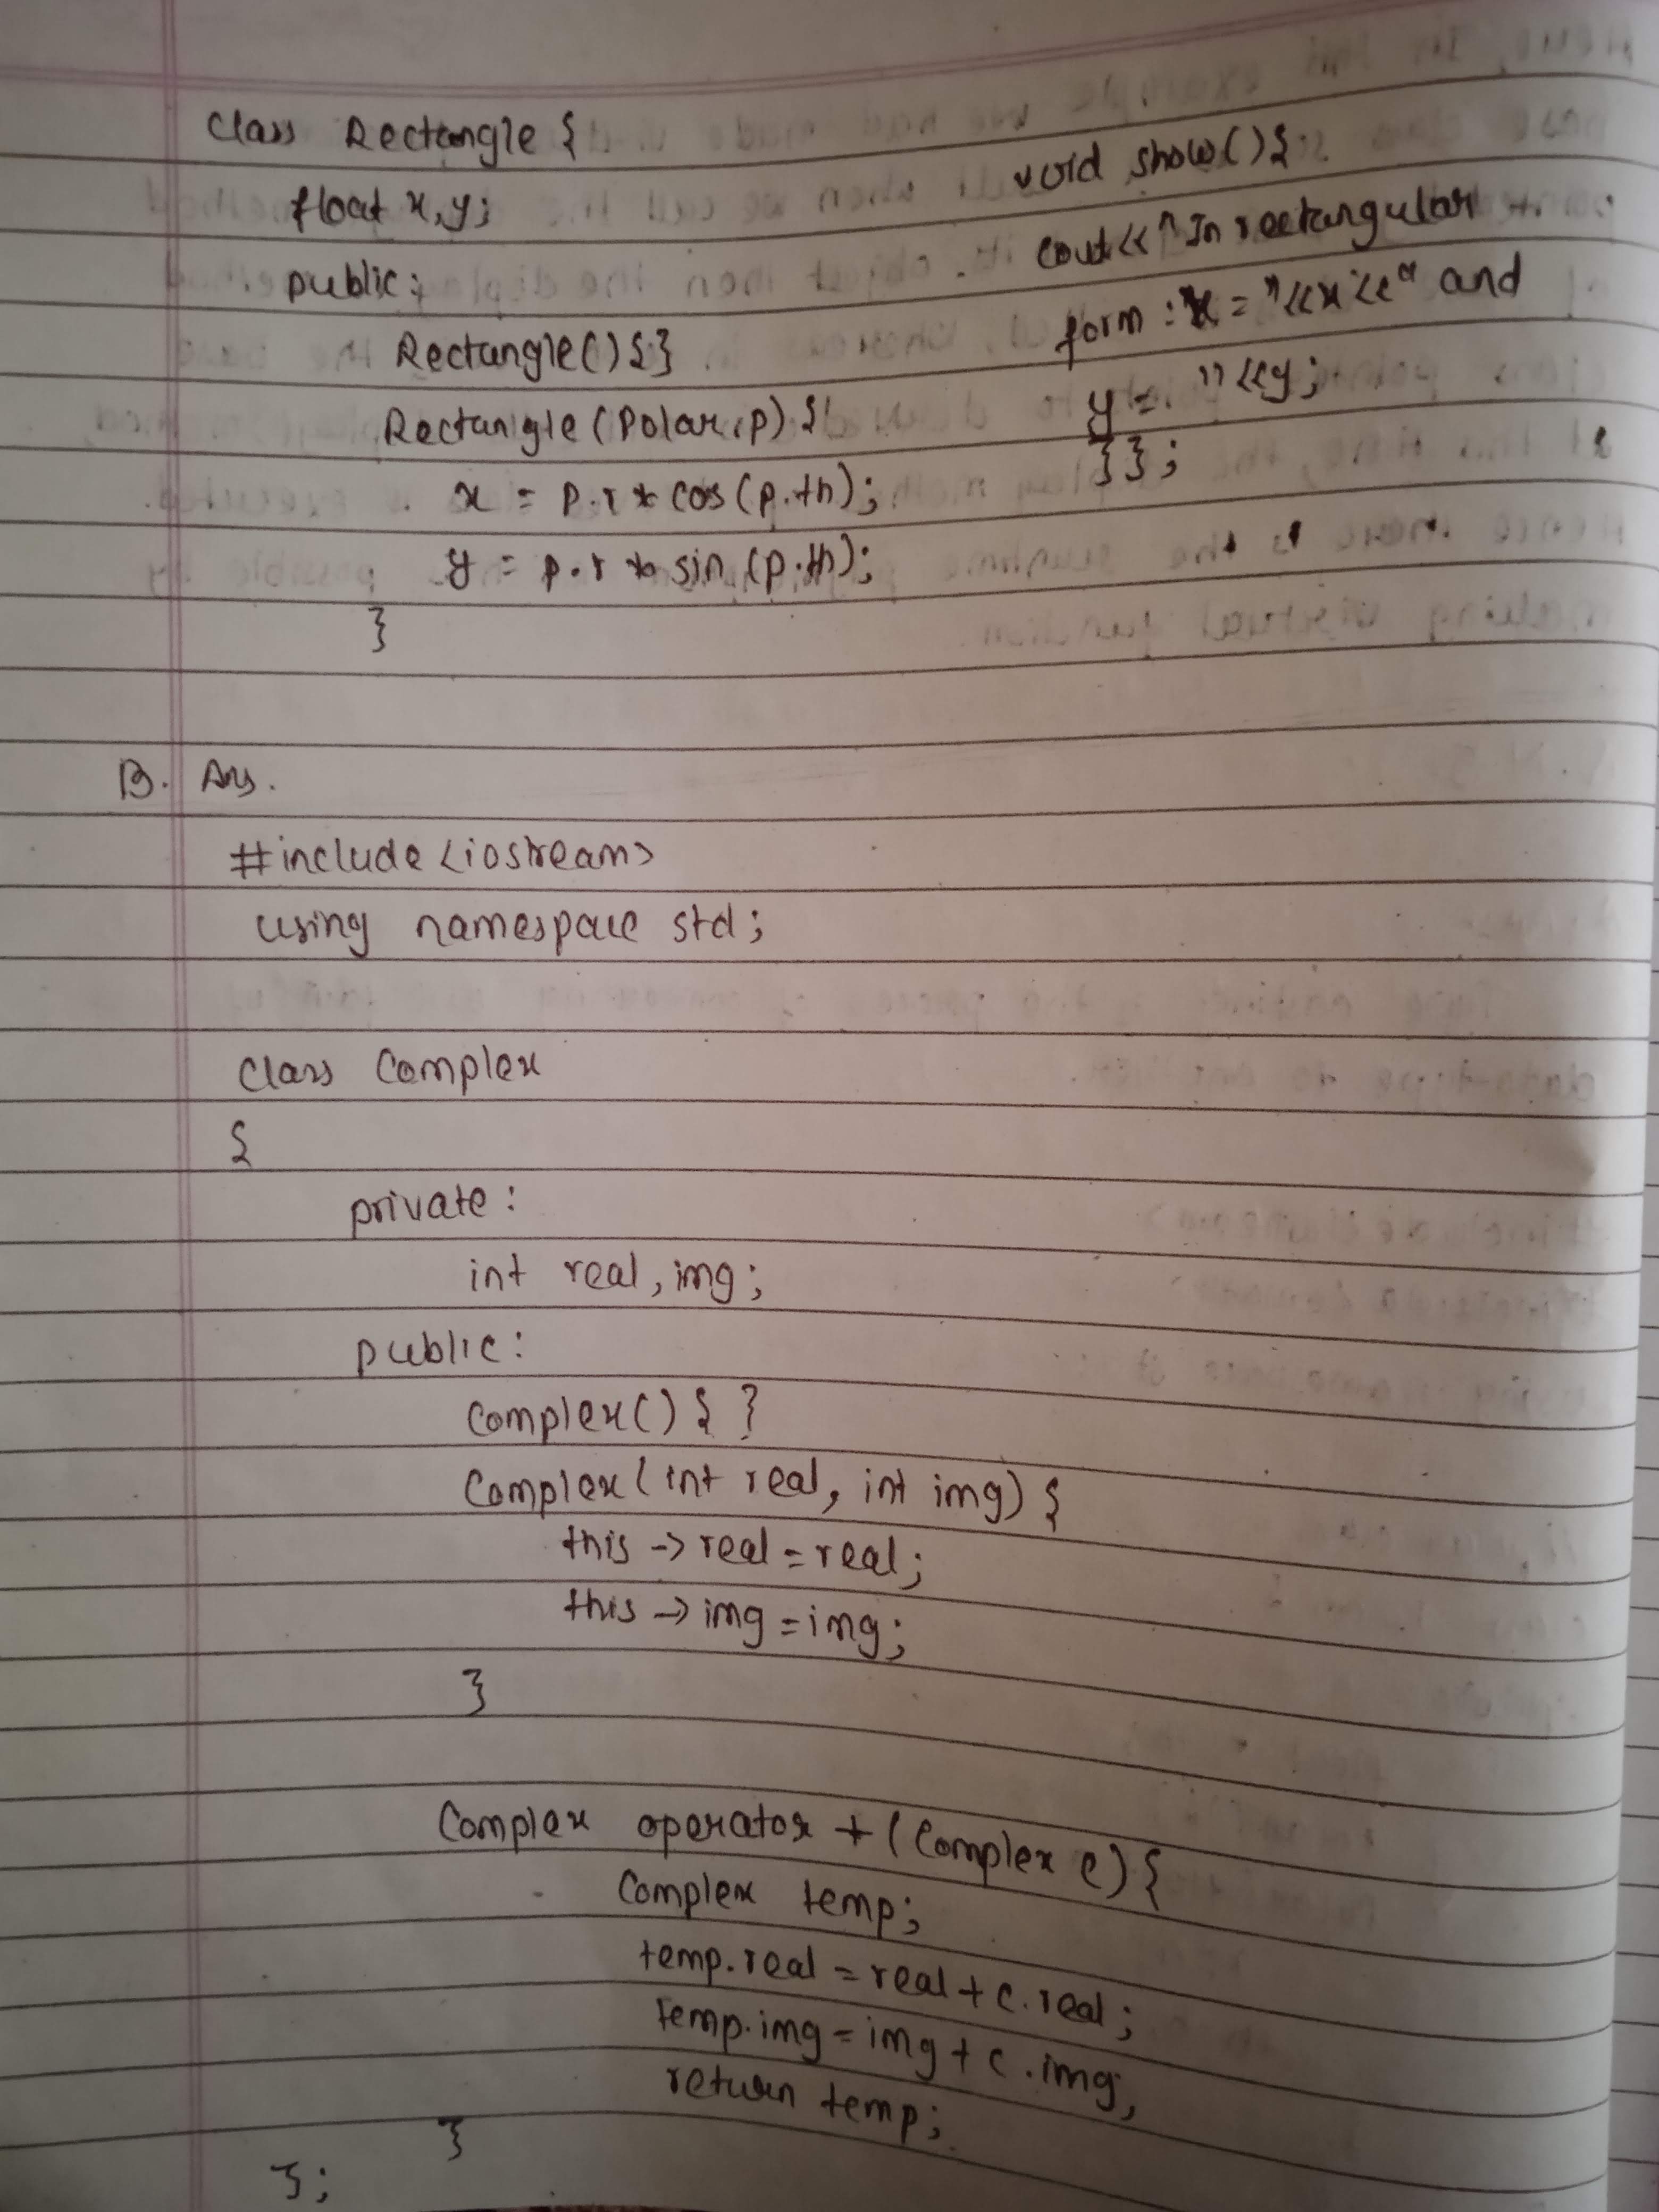 Class Rectangle {
float x, y;
public:
Rectangle() { }
Rectangle (Polar p) {
x = p.r * cos (p.th);
y = p.r * sin (p.th);
}
void show() {
cout<<"In rectangular
form : x = "<<x<<" and
y = "<<y;
}};
B. Ans.
#include <iostream>
using namespace std;
Class Complex
{
private:
int real, img;
public:
Complex() { }
Complex (int real, int img) {
this -> real = real;
this -> img = img;
}
Complex operator + (Complex c) {
Complex temp;
temp.real = real + c.real;
temp.img = img + c.img;
return temp;
}
};